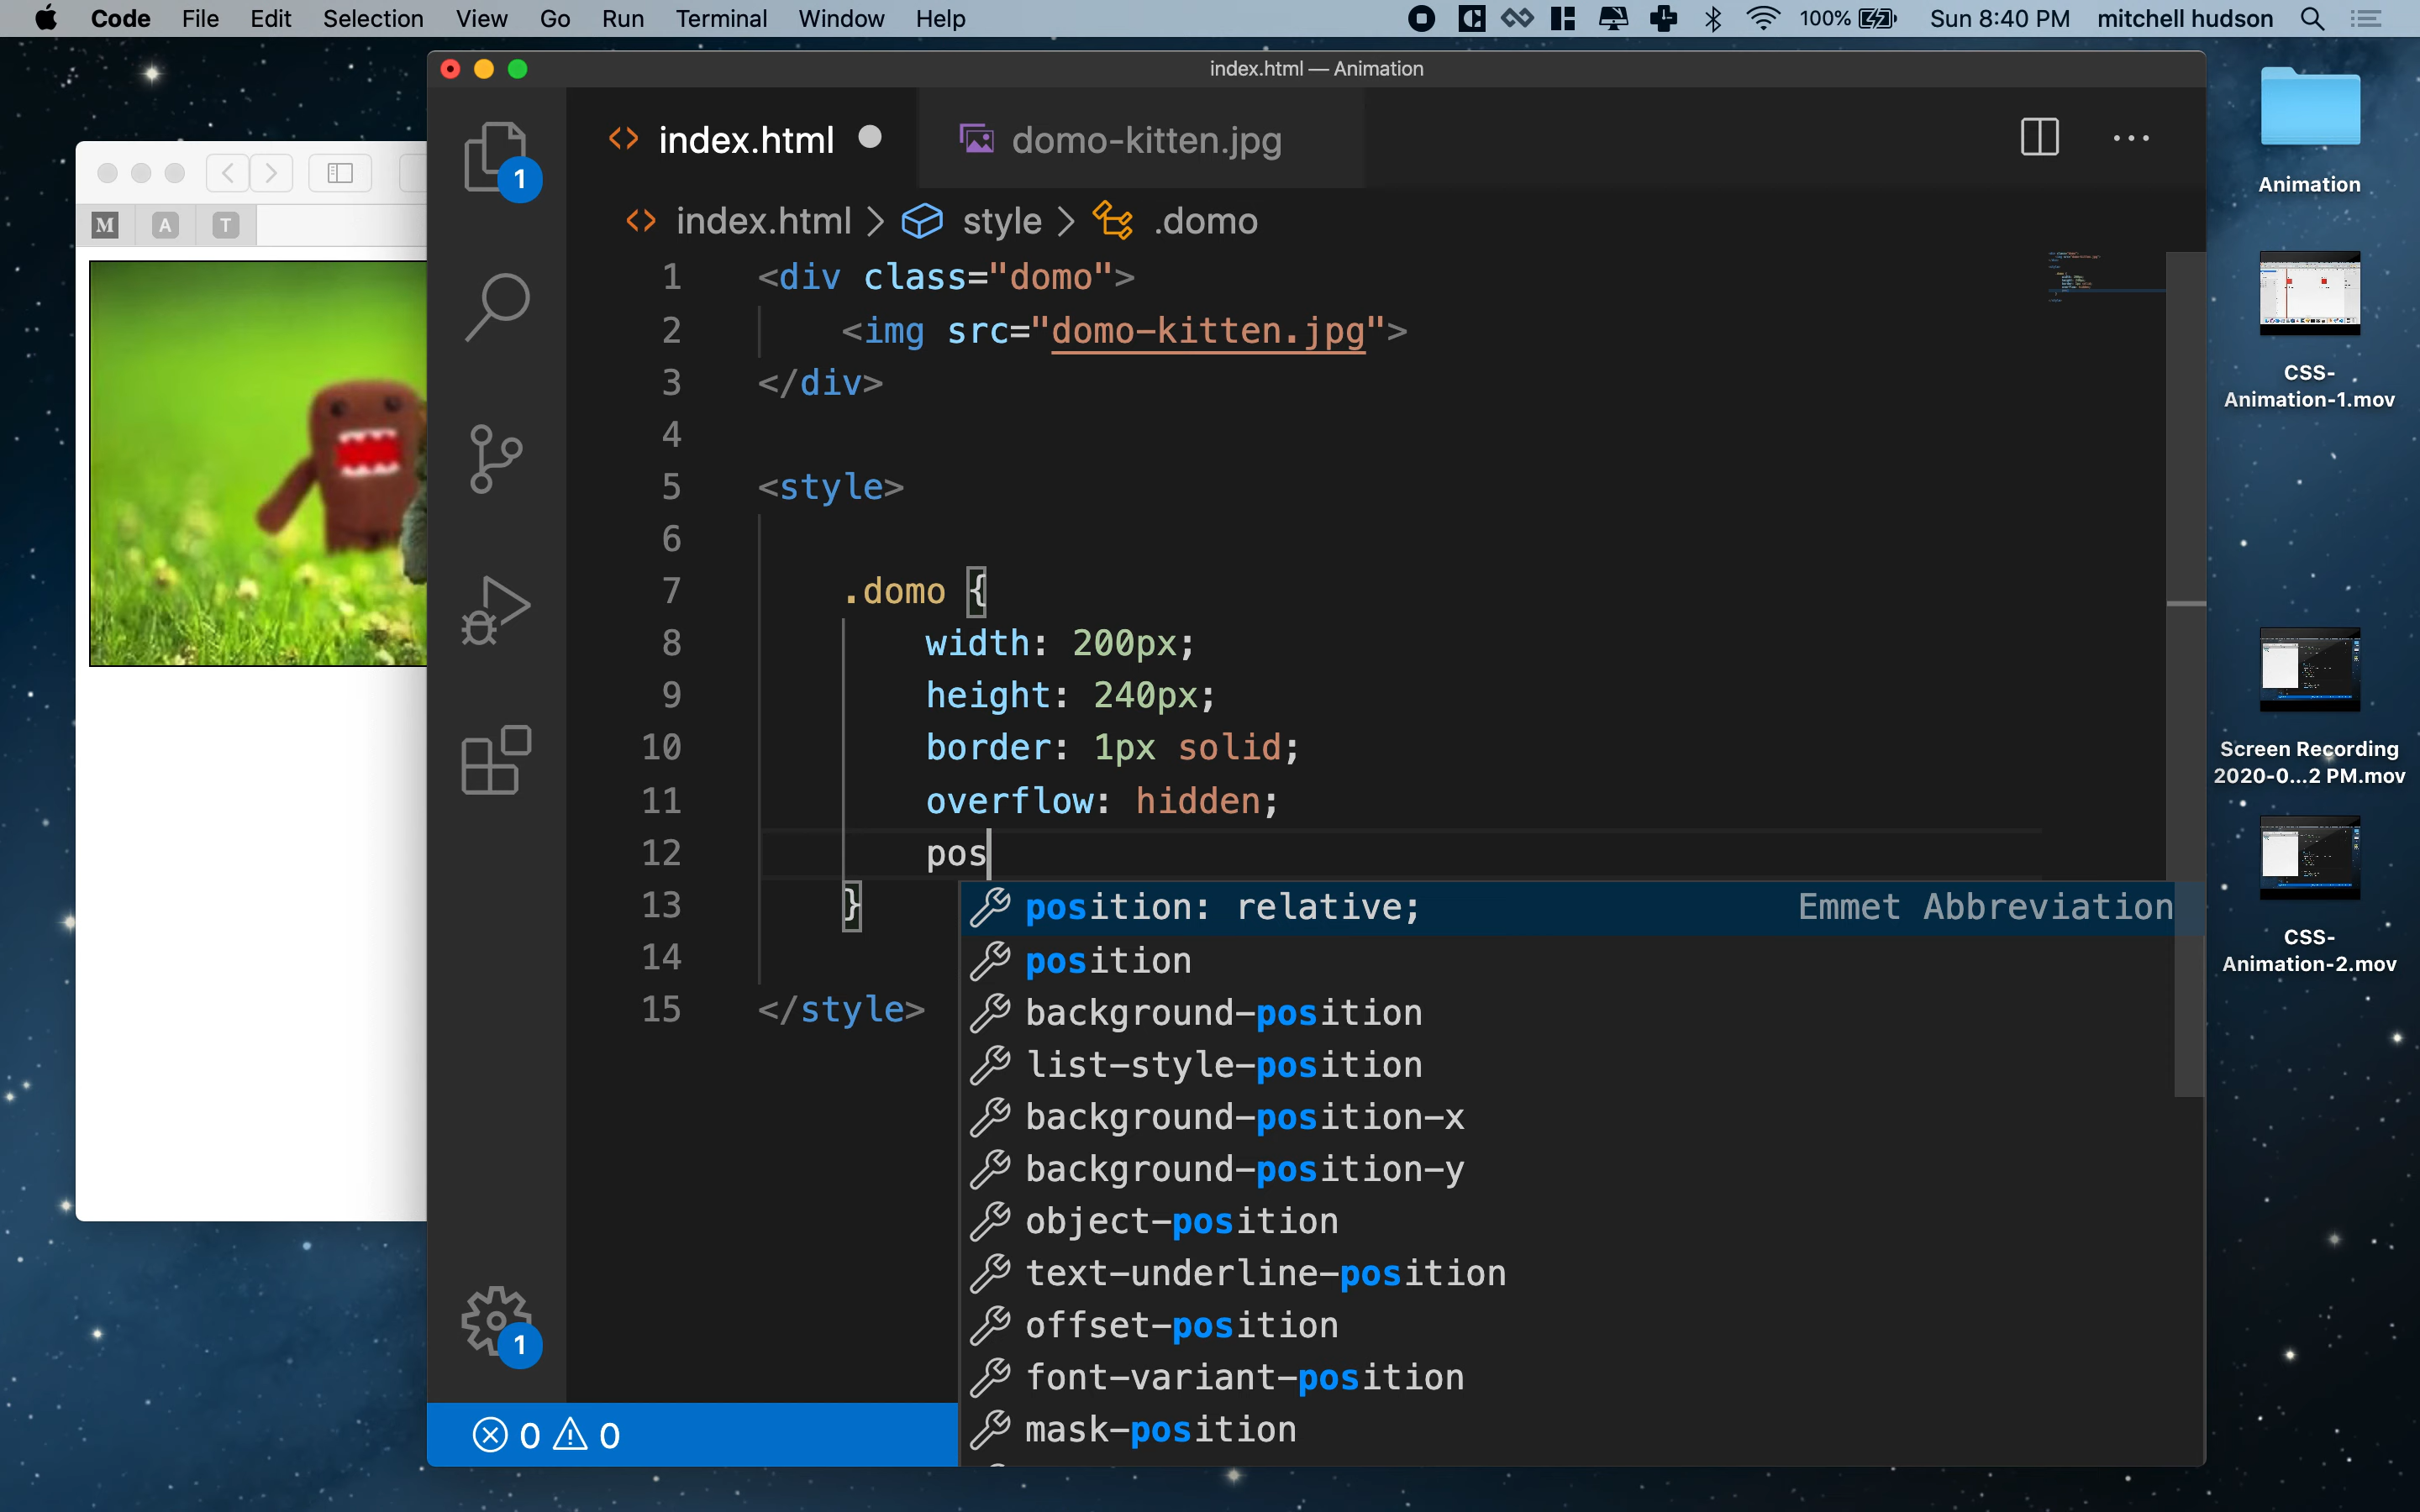 Code File Edit Selection View Go Run Terminal Window Help 100% Sun 8:40 PM mitchell hudson
index.html — Animation
index.html domo-kitten.jpg
index.html > style > .domo
M A T
1 <div class="domo">
2 <img src="domo-kitten.jpg">
3 </div>
4
5 <style>
6
7 .domo {
8 width: 200px;
9 height: 240px;
10 border: 1px solid;
11 overflow: hidden;
12 pos
13 }
14
15 </style>
position: relative; Emmet Abbreviation
position
background-position
list-style-position
background-position-x
background-position-y
object-position
text-underline-position
offset-position
font-variant-position
mask-position
1
1
0 0
Animation
CSS-
Animation-1.mov
Screen Recording
2020-0...2 PM.mov
CSS-
Animation-2.mov